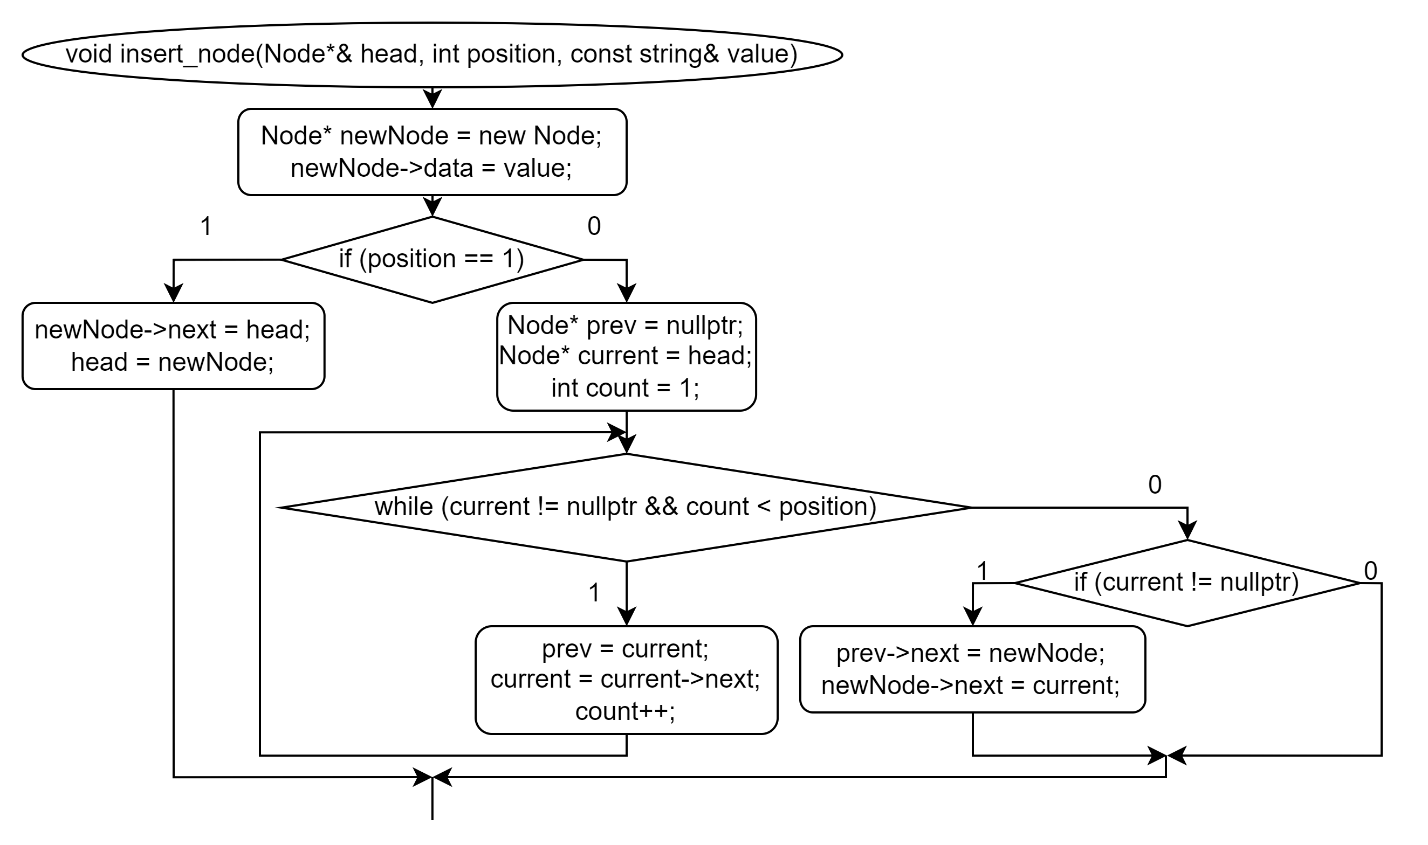 void insert_node(Node*& head, int position, const string& value)
Node* newNode = new Node;
newNode->data = value;
1
0
if (position == 1)
newNode->next = head;
head = newNode;
Node* prev = nullptr;
Node* current = head;
int count = 1;
while (current != nullptr && count < position)
0
1
if (current != nullptr)
1
0
prev = current;
current = current->next;
count++;
prev->next = newNode;
newNode->next = current;